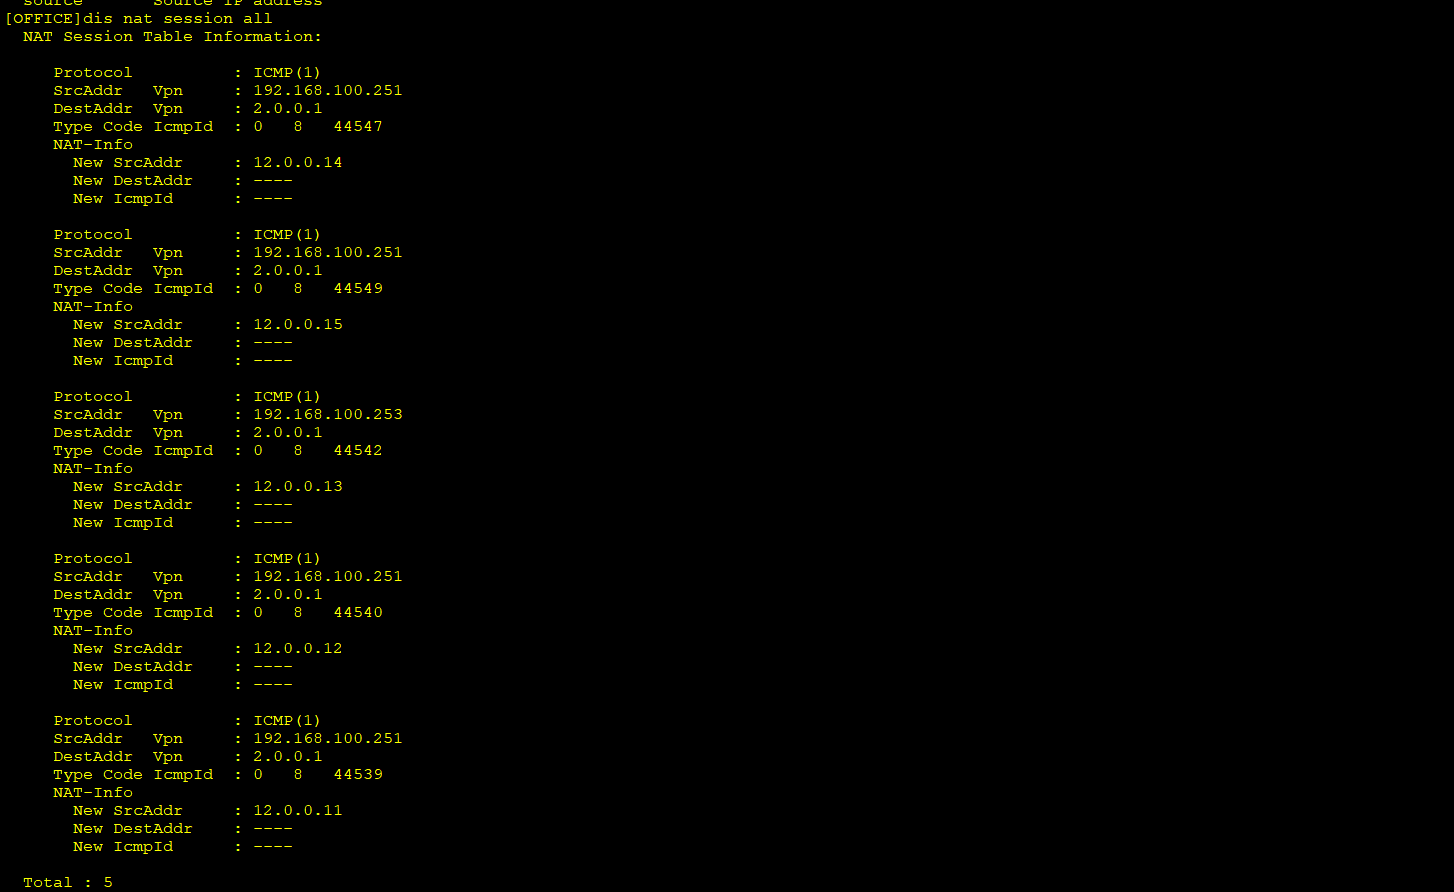 source       Source IP address
[OFFICE]dis nat session all
  NAT Session Table Information:
     Protocol          : ICMP(1)
     SrcAddr   Vpn     : 192.168.100.251
     DestAddr  Vpn     : 2.0.0.1
     Type Code IcmpId  : 0   8   44547
     NAT-Info
       New SrcAddr     : 12.0.0.14
       New DestAddr    : ----
       New IcmpId      : ----
     Protocol          : ICMP(1)
     SrcAddr   Vpn     : 192.168.100.251
     DestAddr  Vpn     : 2.0.0.1
     Type Code IcmpId  : 0   8   44549
     NAT-Info
       New SrcAddr     : 12.0.0.15
       New DestAddr    : ----
       New IcmpId      : ----
     Protocol          : ICMP(1)
     SrcAddr   Vpn     : 192.168.100.253
     DestAddr  Vpn     : 2.0.0.1
     Type Code IcmpId  : 0   8   44542
     NAT-Info
       New SrcAddr     : 12.0.0.13
       New DestAddr    : ----
       New IcmpId      : ----
     Protocol          : ICMP(1)
     SrcAddr   Vpn     : 192.168.100.251
     DestAddr  Vpn     : 2.0.0.1
     Type Code IcmpId  : 0   8   44540
     NAT-Info
       New SrcAddr     : 12.0.0.12
       New DestAddr    : ----
       New IcmpId      : ----
     Protocol          : ICMP(1)
     SrcAddr   Vpn     : 192.168.100.251
     DestAddr  Vpn     : 2.0.0.1
     Type Code IcmpId  : 0   8   44539
     NAT-Info
       New SrcAddr     : 12.0.0.11
       New DestAddr    : ----
       New IcmpId      : ----
  Total : 5